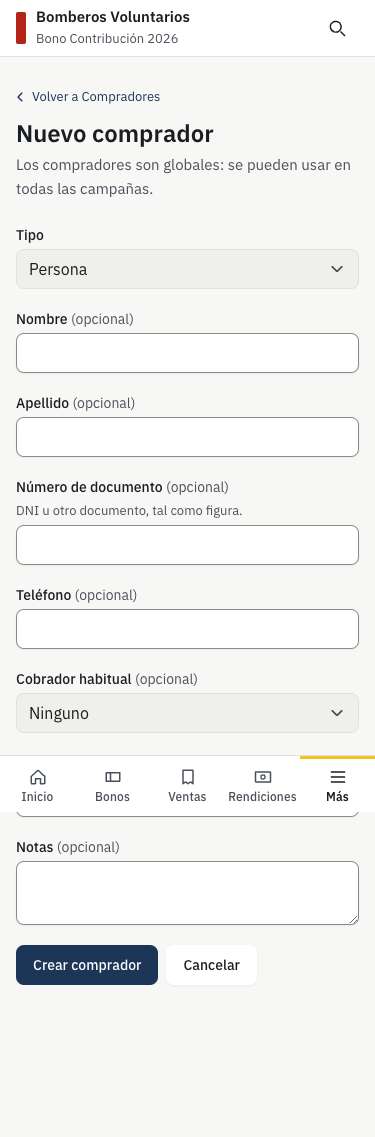 Bomberos Voluntarios
Bono Contribución 2026
Volver a Compradores
Nuevo comprador
Los compradores son globales: se pueden usar en
todas las campañas.
Tipo
Persona
Nombre (opcional)
Apellido (opcional)
Número de documento (opcional)
DNI u otro documento, tal como figura.
Teléfono (opcional)
Cobrador habitual (opcional)
Ninguno
Inicio
Bonos
Ventas
Rendiciones
Más
Notas (opcional)
Crear comprador
Cancelar